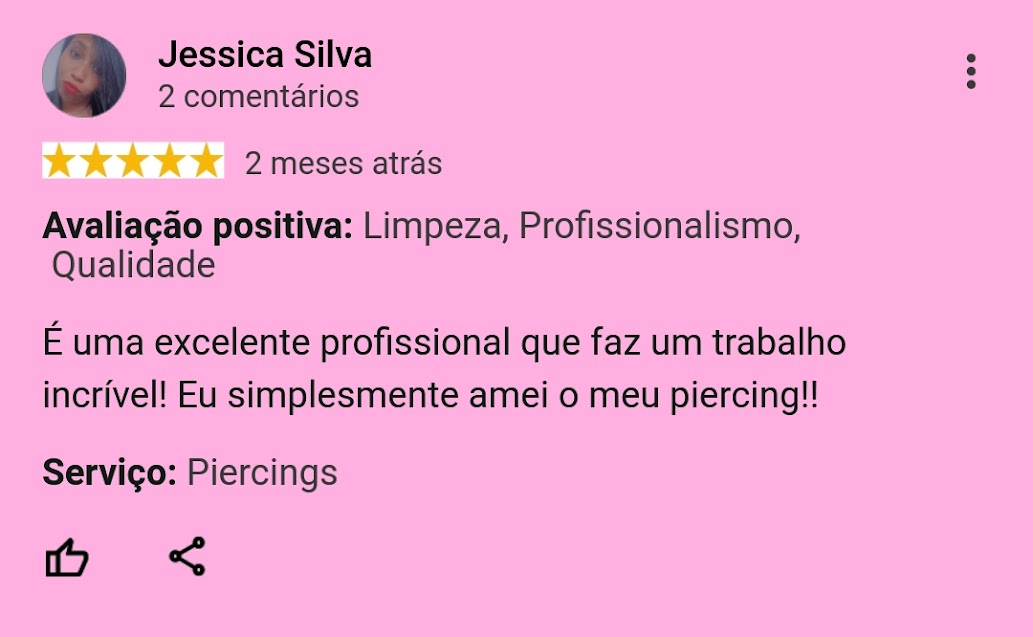 Jessica Silva
2 comentários
2 meses atrás
Avaliação positiva: Limpeza, Profissionalismo,
Qualidade
É uma excelente profissional que faz um trabalho
incrível! Eu simplesmente amei o meu piercing!!
Serviço: Piercings